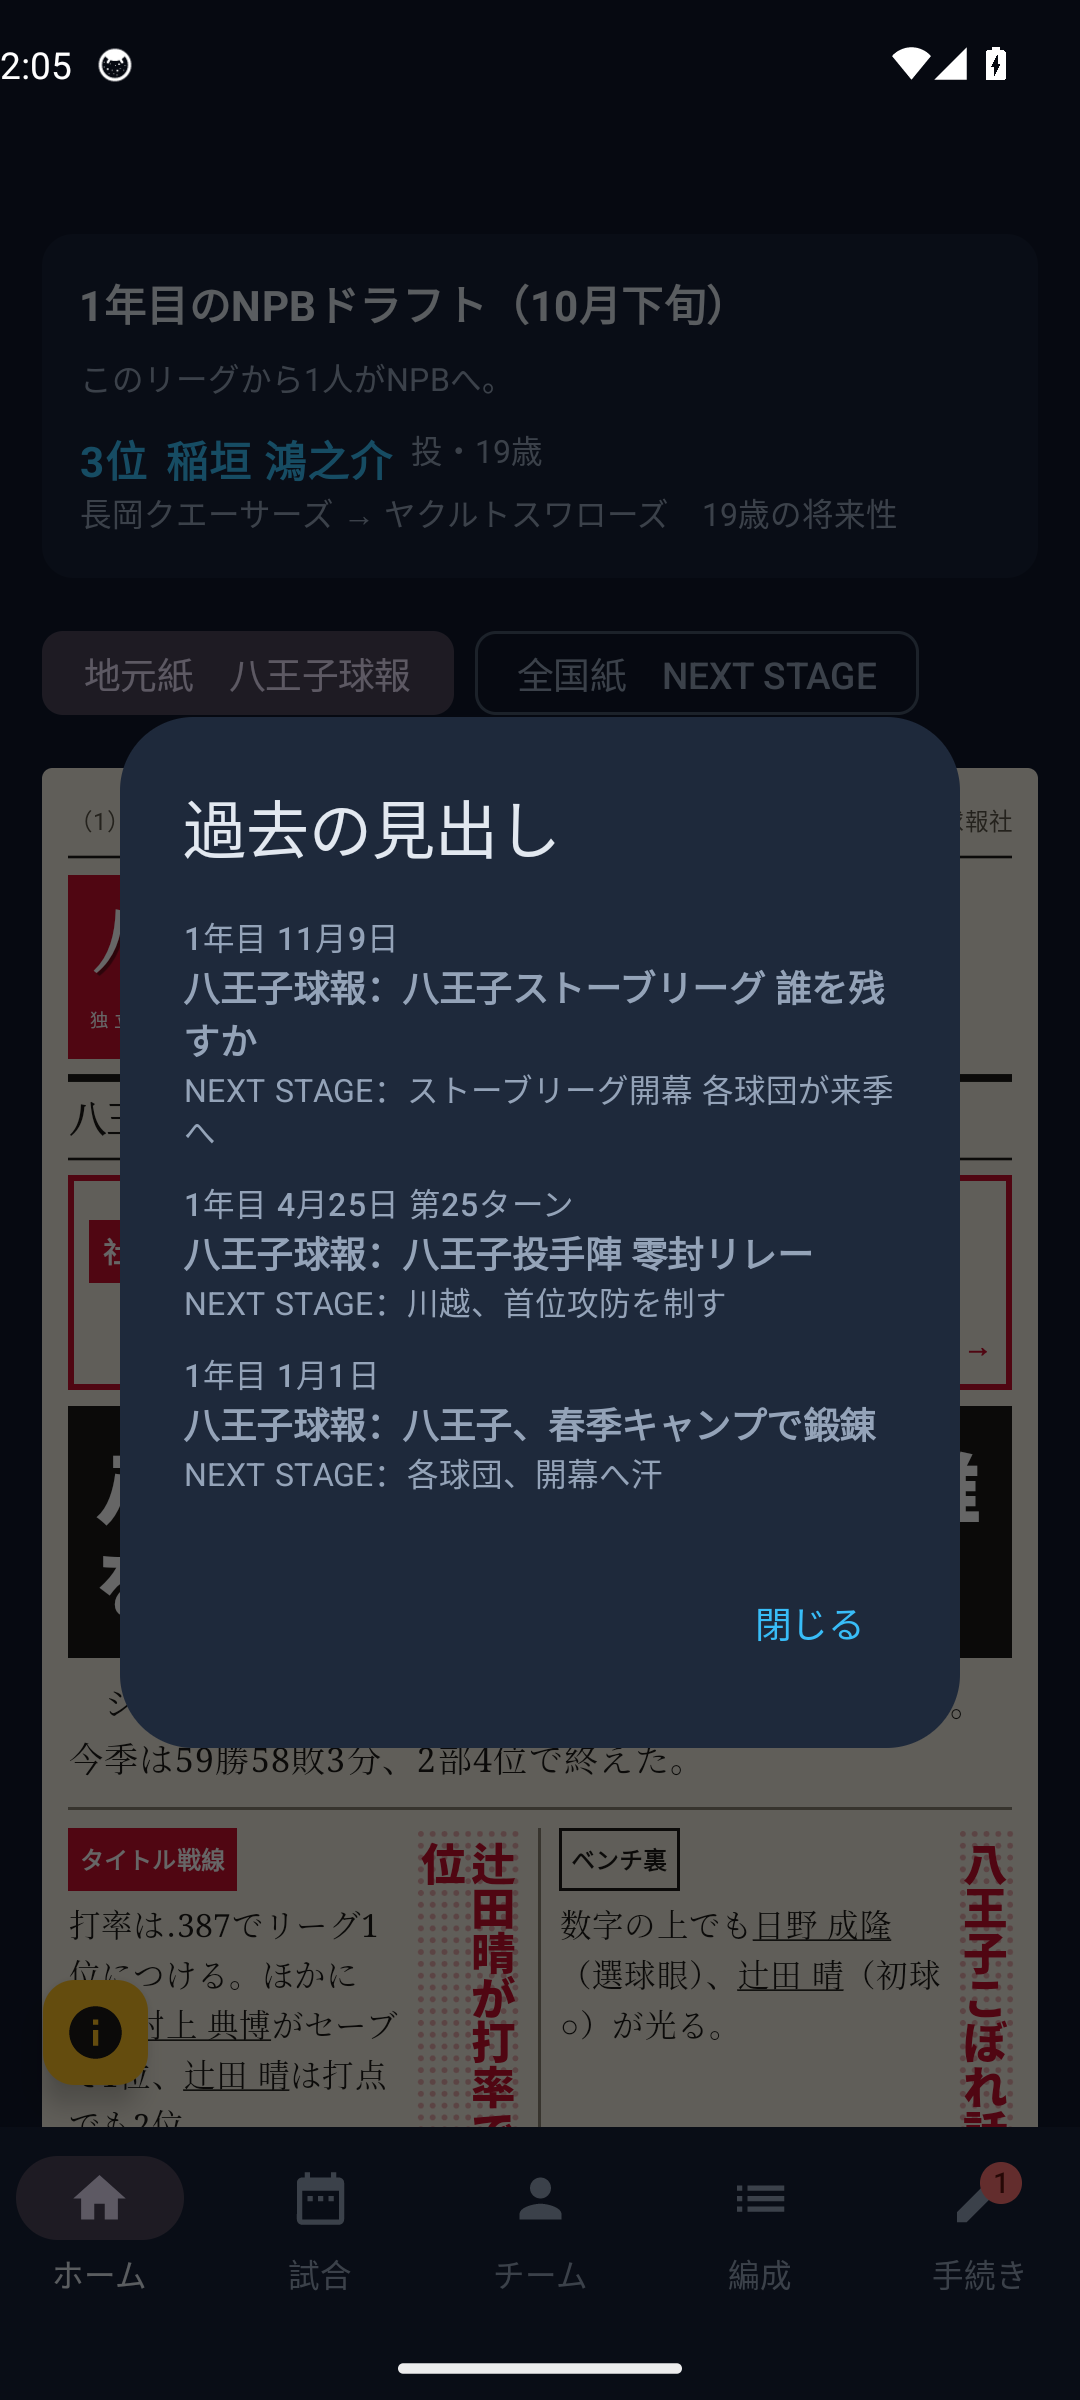 2:05
1年目のNPBドラフト（10月下旬）
このリーグから1人がNPBへ。
3位 稲垣 鴻之介 投・19歳
長岡クエーサーズ → ヤクルトスワローズ 19歳の将来性
地元紙 八王子球報
全国紙 NEXT STAGE
（1）
報社
過去の見出し
1年目 11月9日
八王子球報：八王子ストーブリーグ 誰を残
すか
NEXT STAGE：ストーブリーグ開幕 各球団が来季
へ
1年目 4月25日 第25ターン
八王子球報：八王子投手陣 零封リレー
NEXT STAGE：川越、首位攻防を制す
1年目 1月1日
八王子球報：八王子、春季キャンプで鍛錬
NEXT STAGE：各球団、開幕へ汗
閉じる
独
→
今季は59勝58敗3分、2部4位で終えた。
タイトル戦線
辻田晴が打率で
位
打率は.387でリーグ1
位につける。ほかに
村上 典博がセーブ
位、辻田 晴は打点
でも2位
ベンチ裏
八王子こぼれ話
数字の上でも日野 成隆
（選球眼）、辻田 晴（初球
○）が光る。
ホーム
試合
チーム
編成
手続き
1